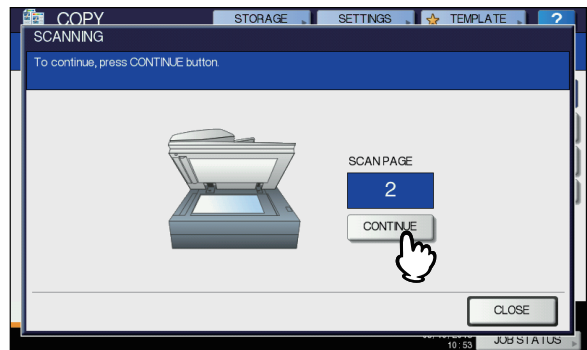 COPY
STORAGE
SETTINGS
TEMPLATE
?
SCANNING
To continue, press CONTINUE button.
SCAN PAGE
2
CONTINUE
CLOSE
10 : 53
JOB STATUS